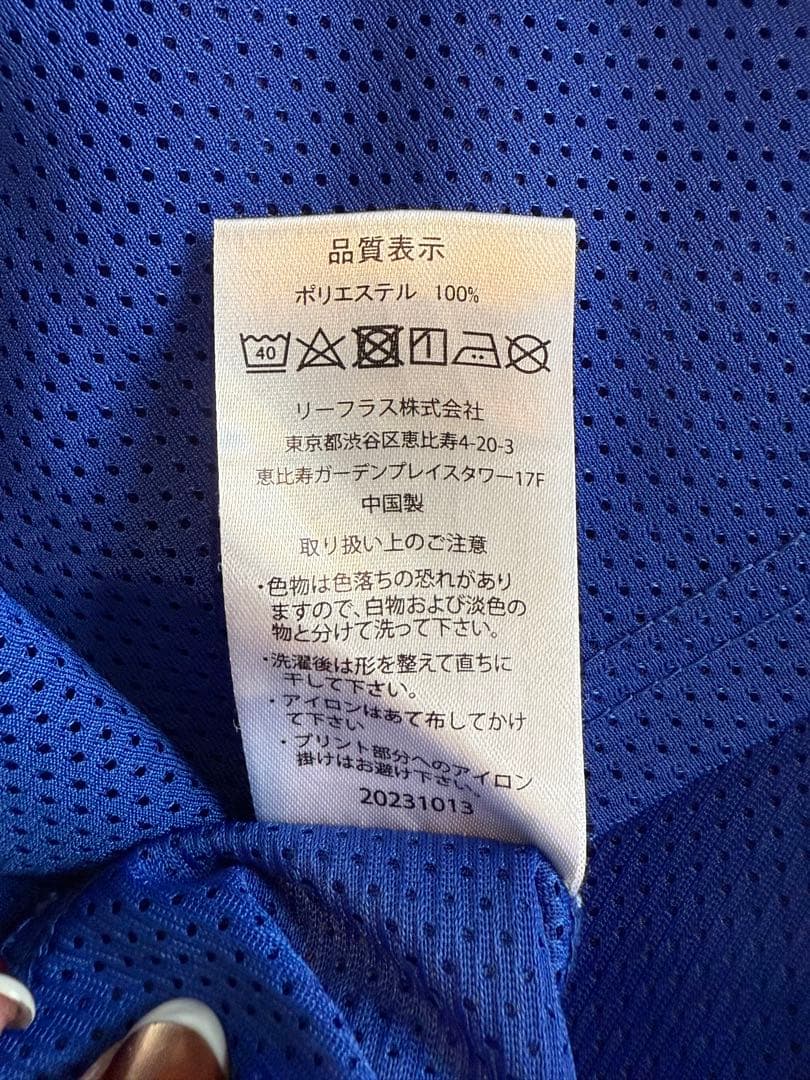 品質表示
ポリエステル 100%
40
リーフラス株式会社
東京都渋谷区恵比寿4-20-3
恵比寿ガーデンプレイスタワー17F
中国製
取り扱い上のご注意
・色物は色落ちの恐れがあり
ますので、白物および淡色の
物と分けて洗って下さい。
・洗濯後は形を整えて直ちに
干して下さい。
・アイロンはあて布してかけ
て下さい
・プリント部分へのアイロン
掛けはお避け下さい。
20231013